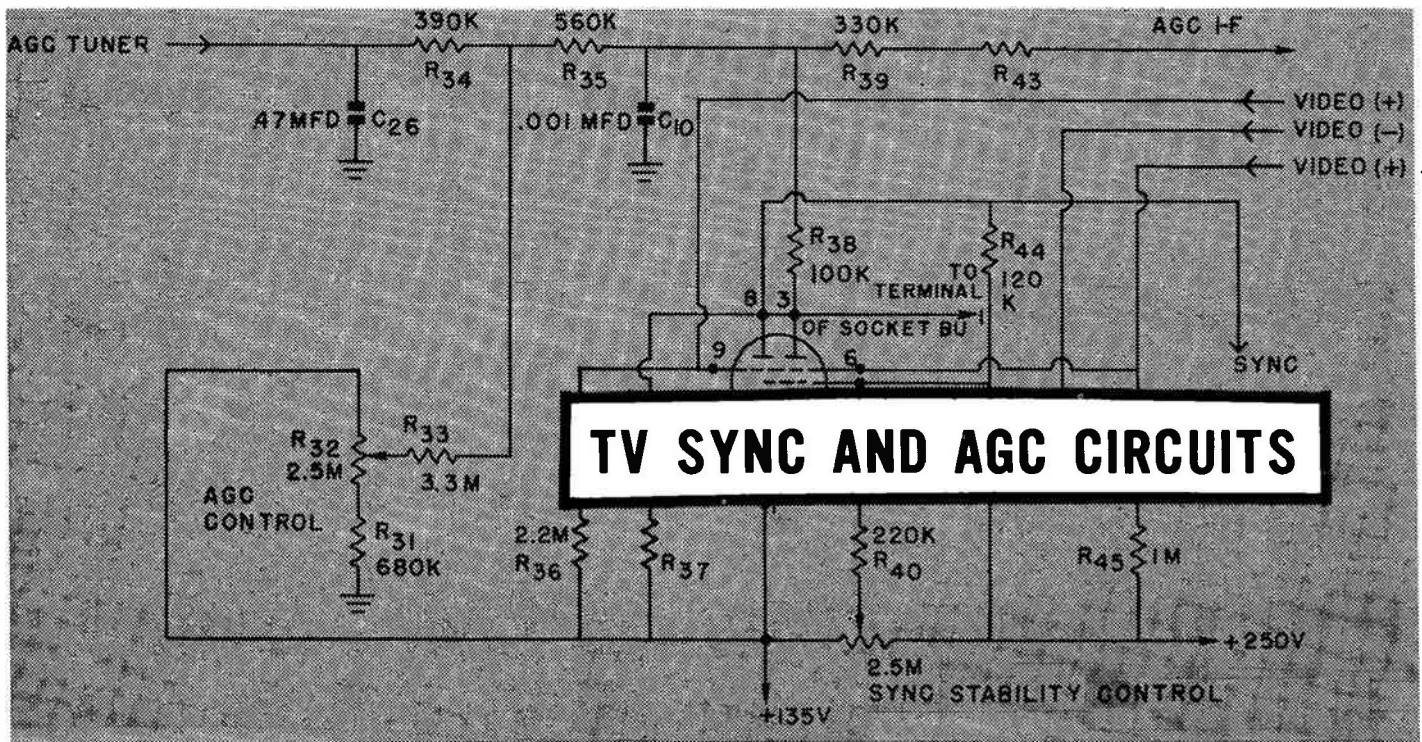 390K
560K
330K
AGC I-F
AGC TUNER
R34
R35
R39
R43
.47MFD
C26
.001 MFD
C10
VIDEO (+)
VIDEO (-)
VIDEO (+)
R38
100K
R44
120
K
TO
TERMINAL
OF SOCKET BU
8
3
9
6
SYNC
R32
2.5M
R33
3.3M
AGC
CONTROL
R31
680K
TV SYNC AND AGC CIRCUITS
2.2M
R36
R37
220K
R40
R45
1M
+250V
2.5M
SYNC STABILITY CONTROL
+135V